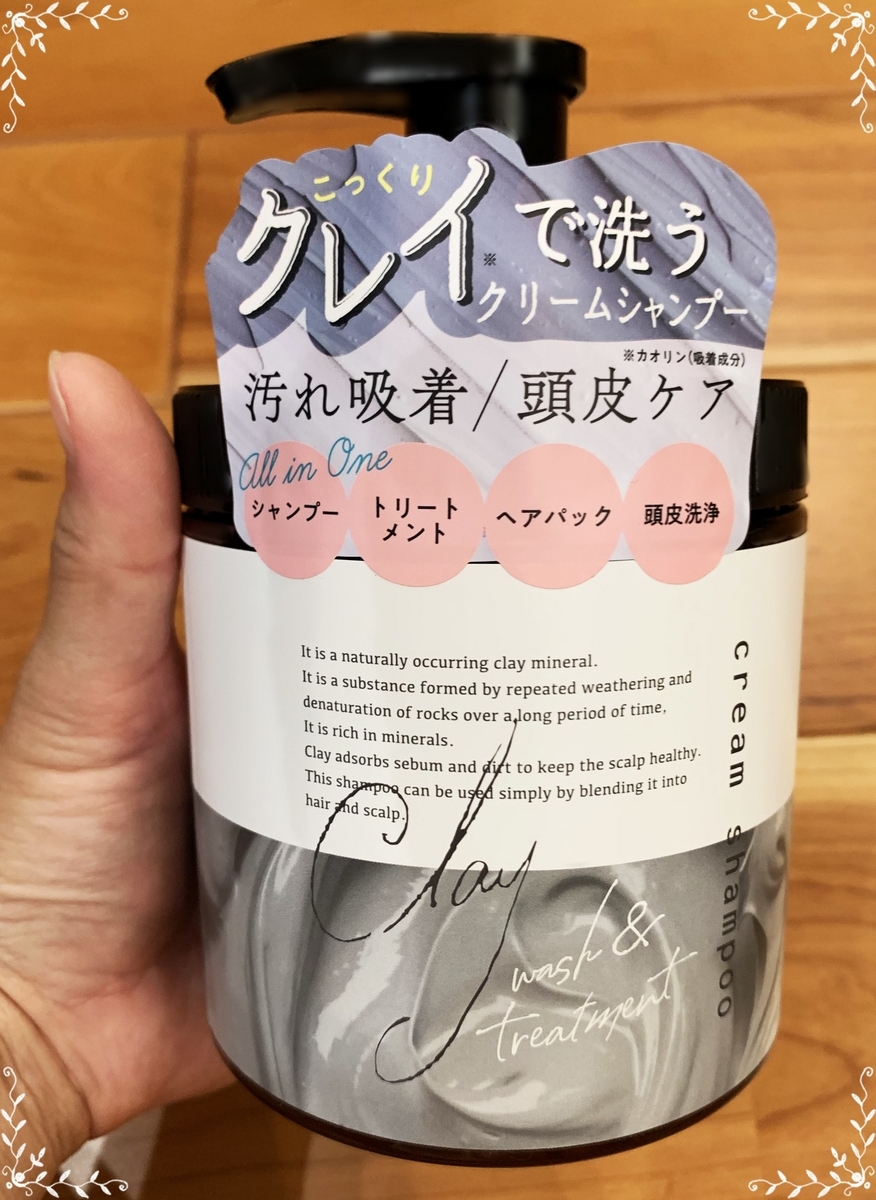 こっくり
クレイ※で洗う
クリームシャンプー
※カオリン(吸着成分)
汚れ吸着/頭皮ケア
All in One
シャンプー
トリート
メント
ヘアパック
頭皮洗浄
It is a naturally occurring clay mineral.
It is a substance formed by repeated weathering and
denaturation of rocks over a long period of time,
It is rich in minerals.
Clay adsorbs sebum and dirt to keep the scalp healthy.
This shampoo can be used simply by blending it into
hair and scalp.
cream shampoo
Clay
wash &
treatment